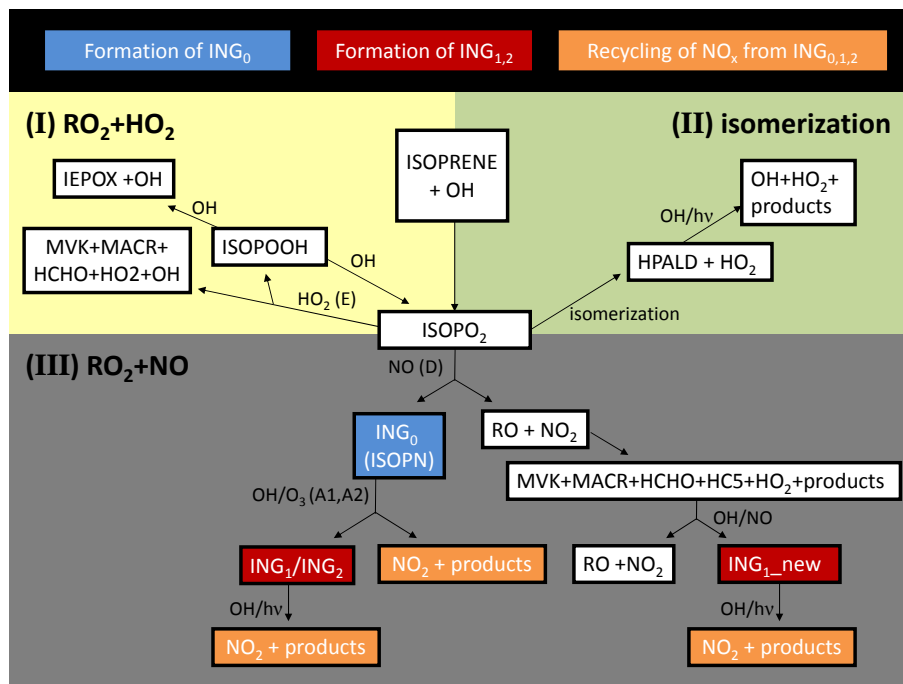 Formation of ING₀
Formation of ING₁,₂
Recycling of NOₓ from ING₀,₁,₂
(I) RO₂+HO₂
(II) isomerization
ISOPRENE
+ OH
IEPOX +OH
OH
OH+HO₂+
products
OH/hν
MVK+MACR+
HCHO+HO2+OH
ISOPOOH
OH
HPALD + HO₂
HO₂ (E)
isomerization
ISOPO₂
(III) RO₂+NO
NO (D)
ING₀
(ISOPN)
RO + NO₂
MVK+MACR+HCHO+HC5+HO₂+products
OH/O₃ (A1,A2)
OH/NO
ING₁/ING₂
NO₂ + products
RO +NO₂
ING₁_new
OH/hν
OH/hν
NO₂ + products
NO₂ + products